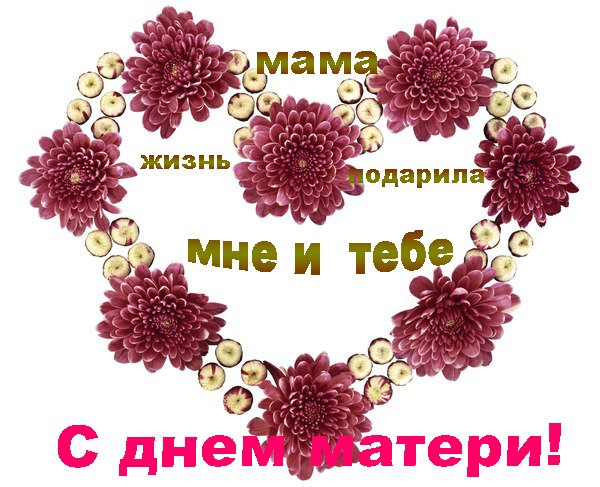 мама
жизнь подарила
мне и тебе
С днем матери!